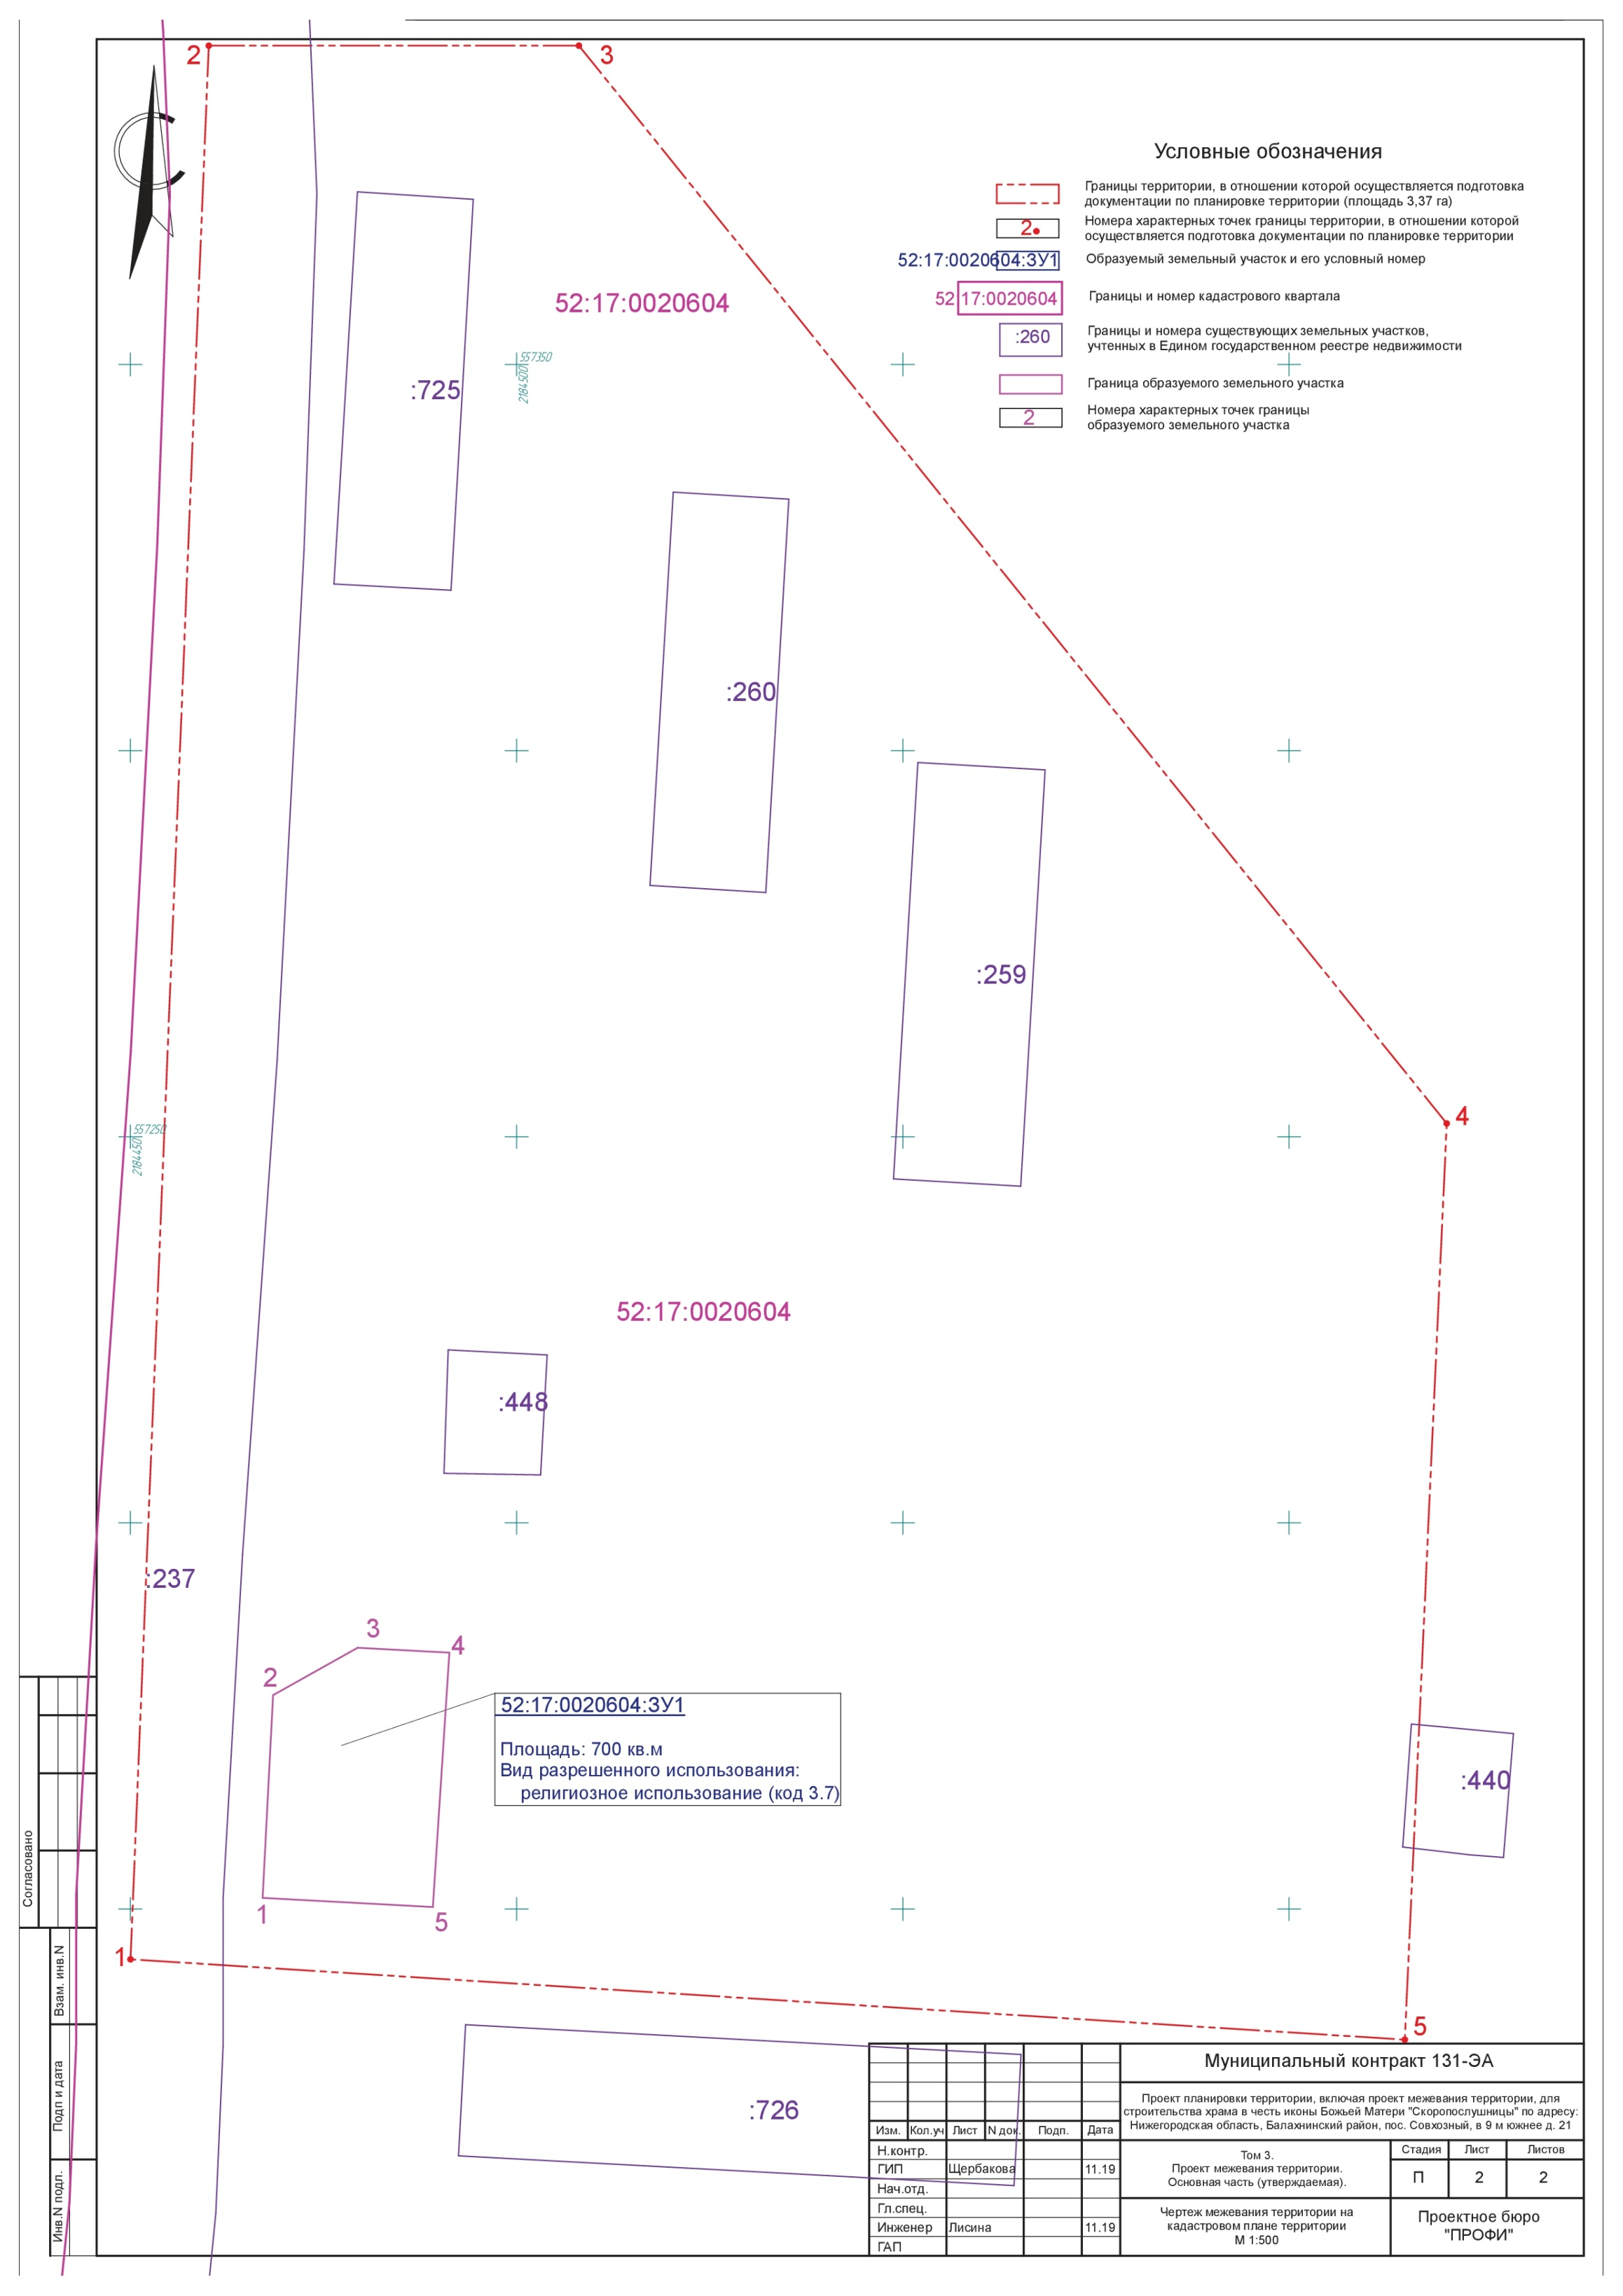 2
3
Условные обозначения
Границы территории, в отношении которой осуществляется подготовка
документации по планировке территории (площадь 3,37 га)
2
Номера характерных точек границы территории, в отношении которой
осуществляется подготовка документации по планировке территории
52:17:0020604:ЗУ1
Образуемый земельный участок и его условный номер
52:17:0020604
Границы и номер кадастрового квартала
:260
Границы и номера существующих земельных участков,
учтенных в Едином государственном реестре недвижимости
Граница образуемого земельного участка
2
Номера характерных точек границы
образуемого земельного участка
52:17:0020604
557350
2184500
:725
:260
:259
4
557250
2184450
52:17:0020604
:448
:237
3
4
2
52:17:0020604:ЗУ1
Площадь: 700 кв.м
Вид разрешенного использования:
религиозное использование (код 3.7)
:440
1
5
1
5
:726
Согласовано
Взам. инв.N
Подп и дата
Инв.N подл.
Муниципальный контракт 131-ЭА
Проект планировки территории, включая проект межевания территории, для
строительства храма в честь иконы Божьей Матери "Скоропослушницы" по адресу:
Нижегородская область, Балахнинский район, пос. Совхозный, в 9 м южнее д. 21
Изм. Кол.уч Лист N док. Подп. Дата
Н.контр.
ГИП Щербакова 11.19
Нач.отд.
Гл.спец.
Инженер Лисина 11.19
ГАП
Том 3.
Проект межевания территории.
Основная часть (утверждаемая).
Стадия Лист Листов
П 2 2
Чертеж межевания территории на
кадастровом плане территории
М 1:500
Проектное бюро
"ПРОФИ"